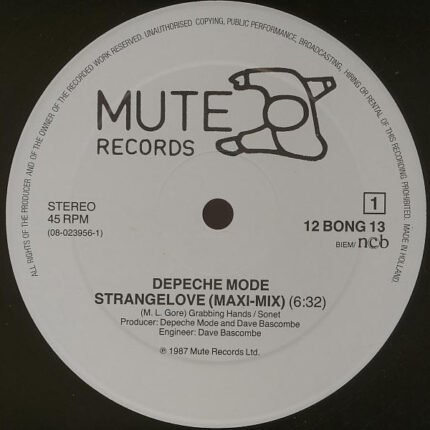 ALL RIGHTS OF THE PRODUCER AND OF THE OWNER OF THE RECORDED WORK RESERVED. UNAUTHORISED COPYING, PUBLIC PERFORMANCE, BROADCASTING, HIRING OR RENTAL OF THIS RECORDING PROHIBITED. MADE IN HOLLAND.
MUTE
RECORDS
STEREO
45 RPM
(08-023956-1)
1
12 BONG 13
BIEM/ncb
DEPECHE MODE
STRANGELOVE (MAXI-MIX) (6:32)
(M. L. Gore) Grabbing Hands / Sonet
Producer: Depeche Mode and Dave Bascombe
Engineer: Dave Bascombe
℗ 1987 Mute Records Ltd.